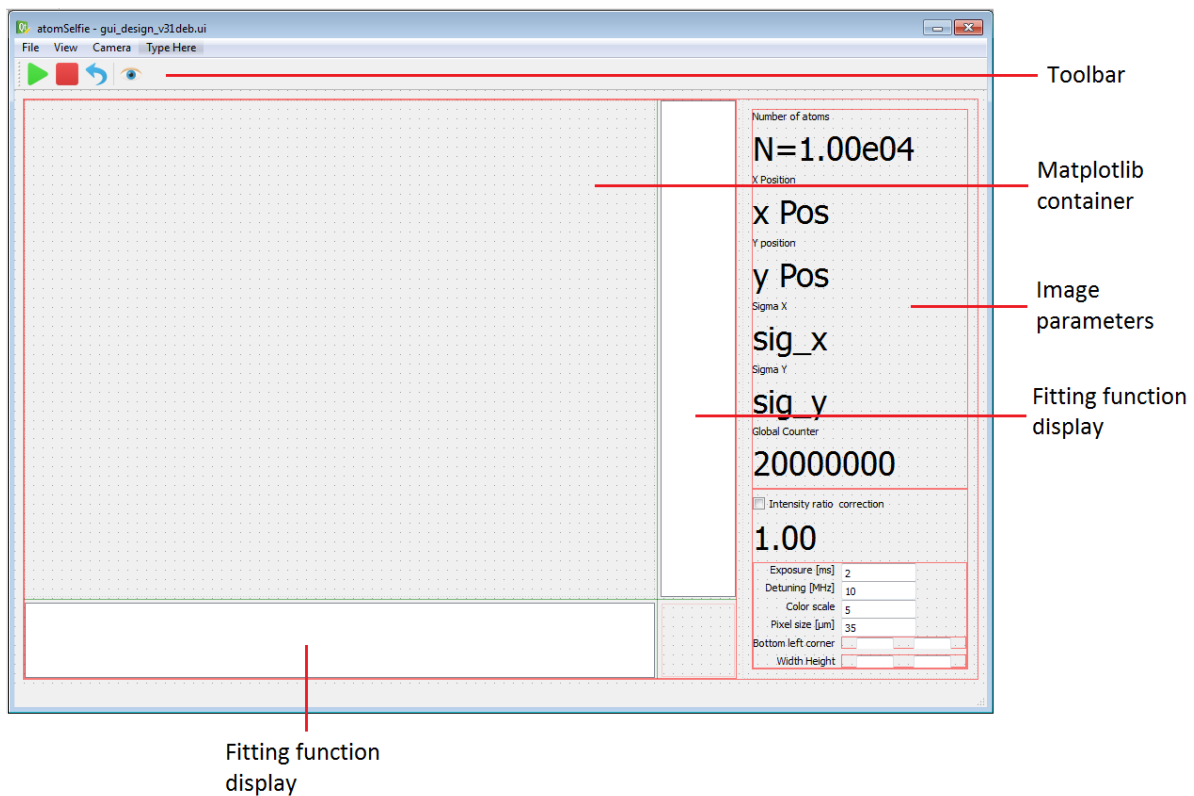 atomSelfie - gui_design_v31deb.ui
File View Camera Type Here
Toolbar
Number of atoms
N=1.00e04
X Position
x Pos
Y position
y Pos
Sigma X
sig_x
Sigma Y
sig_y
Global Counter
20000000
Intensity ratio correction
1.00
Exposure [ms] 2
Detuning [MHz] 10
Color scale 5
Pixel size [µm] 35
Bottom left corner
Width Height
Matplotlib
container
Image
parameters
Fitting function
display
Fitting function
display